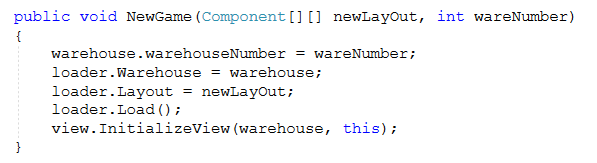 public void NewGame(Component[][] newLayOut, int wareNumber)
{
    warehouse.warehouseNumber = wareNumber;
    loader.Warehouse = warehouse;
    loader.Layout = newLayOut;
    loader.Load();
    view.InitializeView(warehouse, this);
}